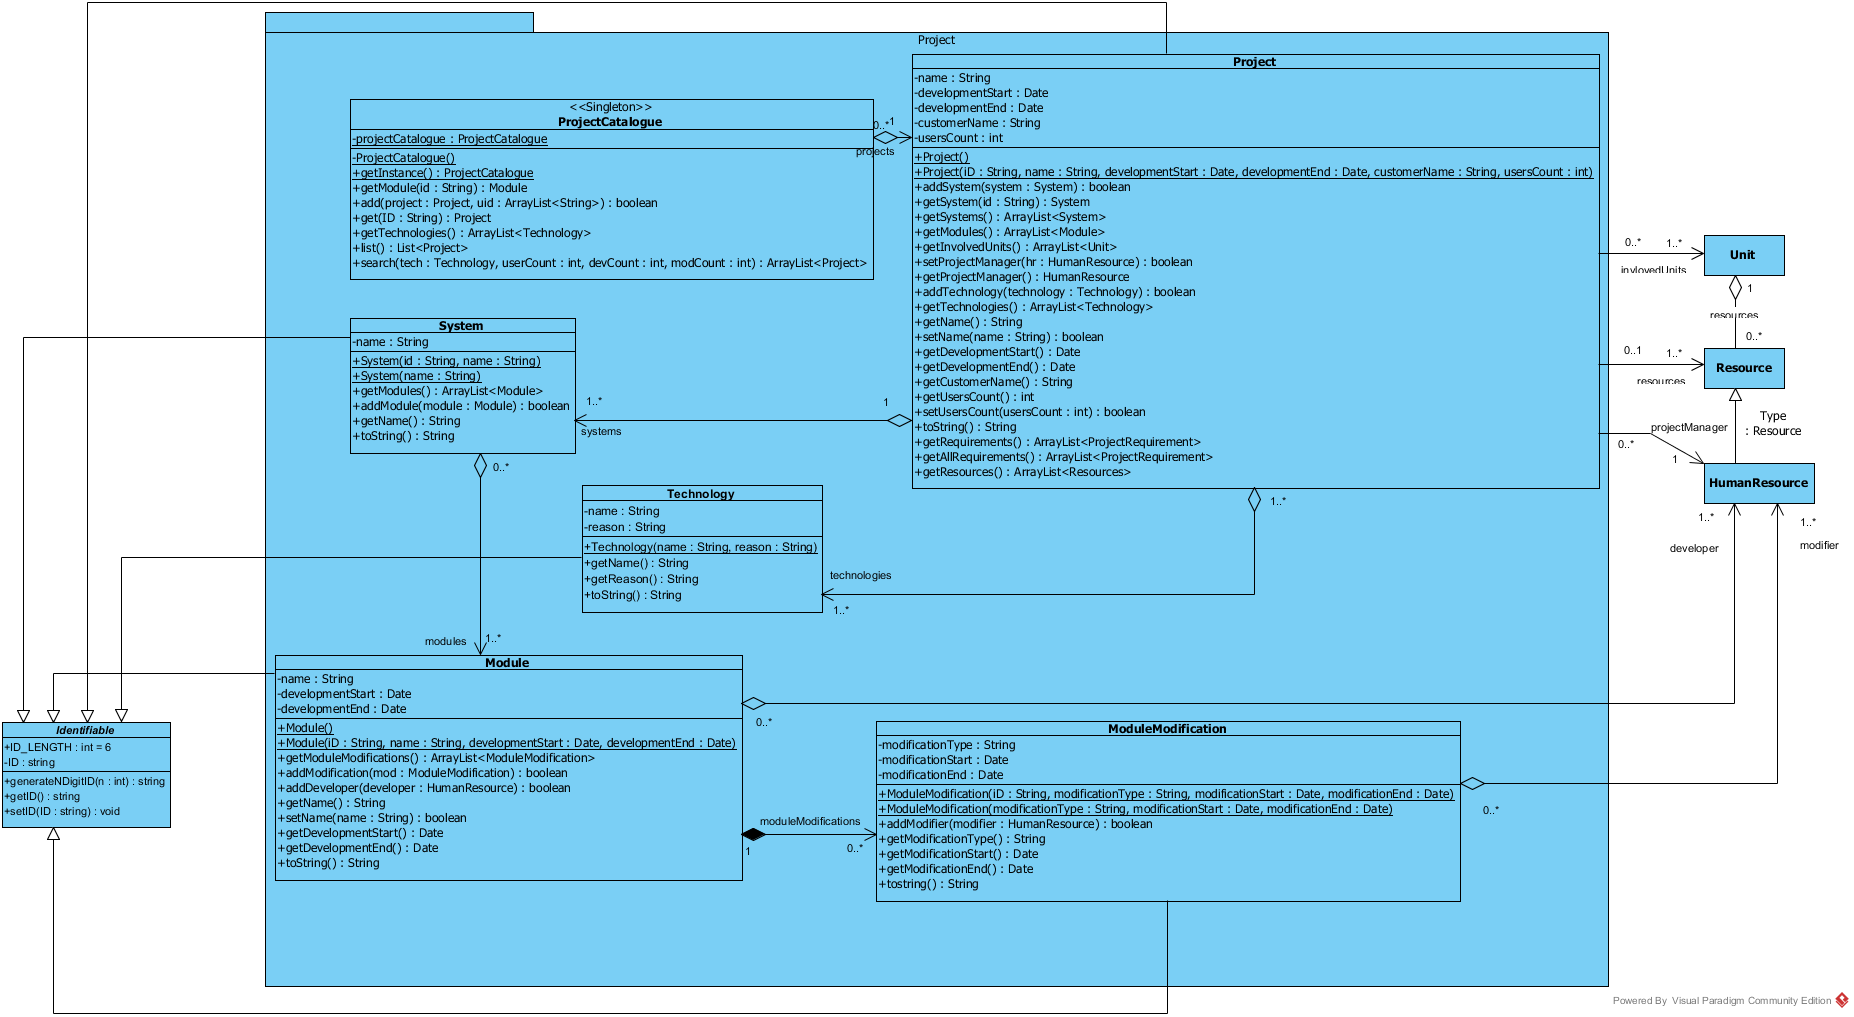 Project
<<Singleton>>
ProjectCatalogue
-projectCatalogue : ProjectCatalogue
-ProjectCatalogue()
+getInstance() : ProjectCatalogue
+getModule(id : String) : Module
+add(project : Project, uid : ArrayList<String>) : boolean
+get(ID : String) : Project
+getTechnologies() : ArrayList<Technology>
+list() : List<Project>
+search(tech : Technology, userCount : int, devCount : int, modCount : int) : ArrayList<Project>
0..*
1
projects
Project
-name : String
-developmentStart : Date
-developmentEnd : Date
-customerName : String
-usersCount : int
+Project()
+Project(iD : String, name : String, developmentStart : Date, developmentEnd : Date, customerName : String, usersCount : int)
+addSystem(system : System) : boolean
+getSystem(id : String) : System
+getSystems() : ArrayList<System>
+getModules() : ArrayList<Module>
+getInvolvedUnits() : ArrayList<Unit>
+setProjectManager(hr : HumanResource) : boolean
+getProjectManager() : HumanResource
+addTechnology(technology : Technology) : boolean
+getTechnologies() : ArrayList<Technology>
+getName() : String
+setName(name : String) : boolean
+getDevelopmentStart() : Date
+getDevelopmentEnd() : Date
+getCustomerName() : String
+getUsersCount() : int
+setUsersCount(usersCount : int) : boolean
+toString() : String
+getRequirements() : ArrayList<ProjectRequirement>
+getAllRequirements() : ArrayList<ProjectRequirement>
+getResources() : ArrayList<Resources>
0..*
1..*
invlovedUnits
Unit
1
resources
0..*
0..1
1..*
resources
Resource
Type
: Resource
projectManager
0..*
1
HumanResource
1..*
developer
1..*
modifier
System
-name : String
+System(id : String, name : String)
+System(name : String)
+getModules() : ArrayList<Module>
+addModule(module : Module) : boolean
+getName() : String
+toString() : String
1..*
systems
1
0..*
Technology
-name : String
-reason : String
+Technology(name : String, reason : String)
+getName() : String
+getReason() : String
+toString() : String
1..*
technologies
1..*
modules
1..*
Module
-name : String
-developmentStart : Date
-developmentEnd : Date
+Module()
+Module(iD : String, name : String, developmentStart : Date, developmentEnd : Date)
+getModuleModifications() : ArrayList<ModuleModification>
+addModification(mod : ModuleModification) : boolean
+addDeveloper(developer : HumanResource) : boolean
+getName() : String
+setName(name : String) : boolean
+getDevelopmentStart() : Date
+getDevelopmentEnd() : Date
+toString() : String
0..*
moduleModifications
1
0..*
ModuleModification
-modificationType : String
-modificationStart : Date
-modificationEnd : Date
+ModuleModification(iD : String, modificationType : String, modificationStart : Date, modificationEnd : Date)
+ModuleModification(modificationType : String, modificationStart : Date, modificationEnd : Date)
+addModifier(modifier : HumanResource) : boolean
+getModificationType() : String
+getModificationStart() : Date
+getModificationEnd() : Date
+tostring() : String
0..*
Identifiable
+ID_LENGTH : int = 6
-ID : string
+generateNDigitID(n : int) : string
+getID() : string
+setID(ID : string) : void
Powered By Visual Paradigm Community Edition